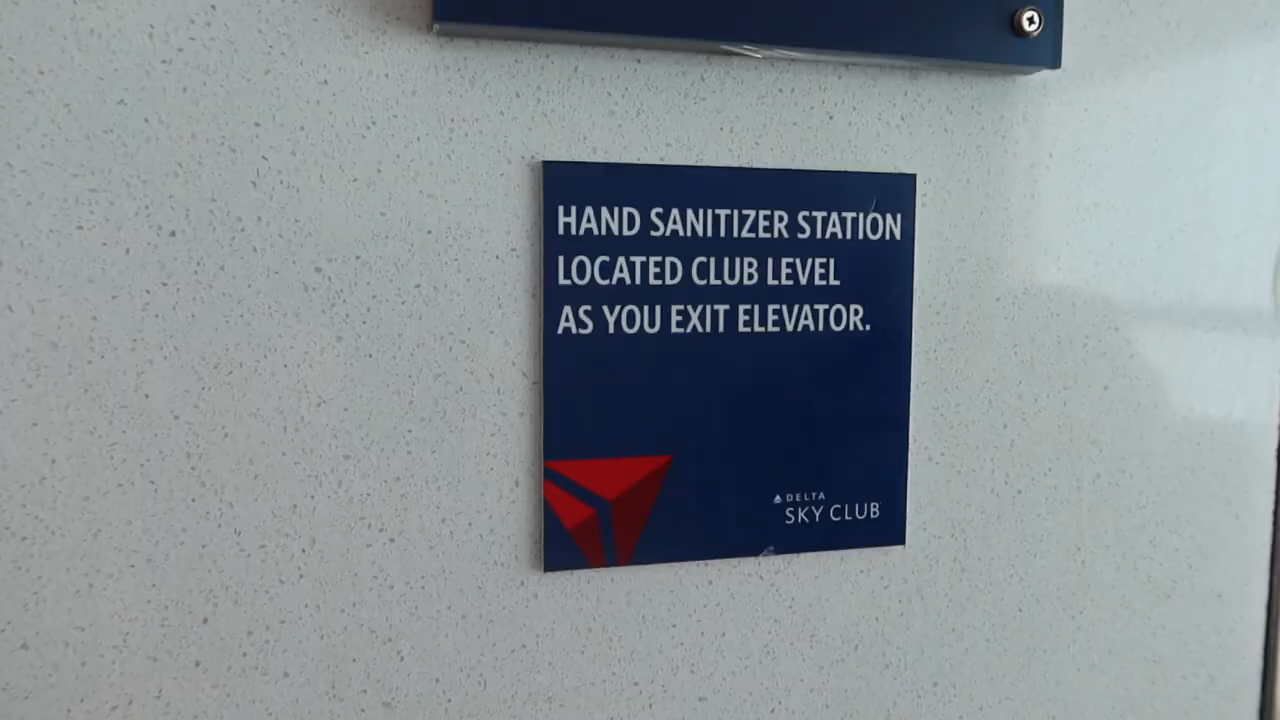 HAND SANITIZER STATION
LOCATED CLUB LEVEL
AS YOU EXIT ELEVATOR.
DELTA
SKY CLUB